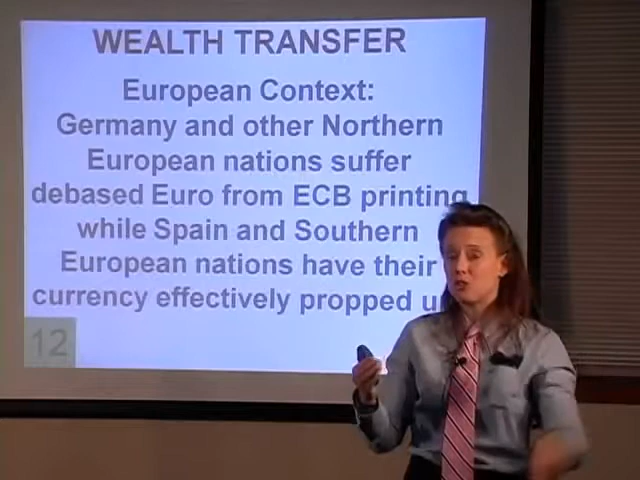 WEALTH TRANSFER
European Context:
Germany and other Northern
European nations suffer
debased Euro from ECB printing
while Spain and Southern
European nations have their
currency effectively propped u
12